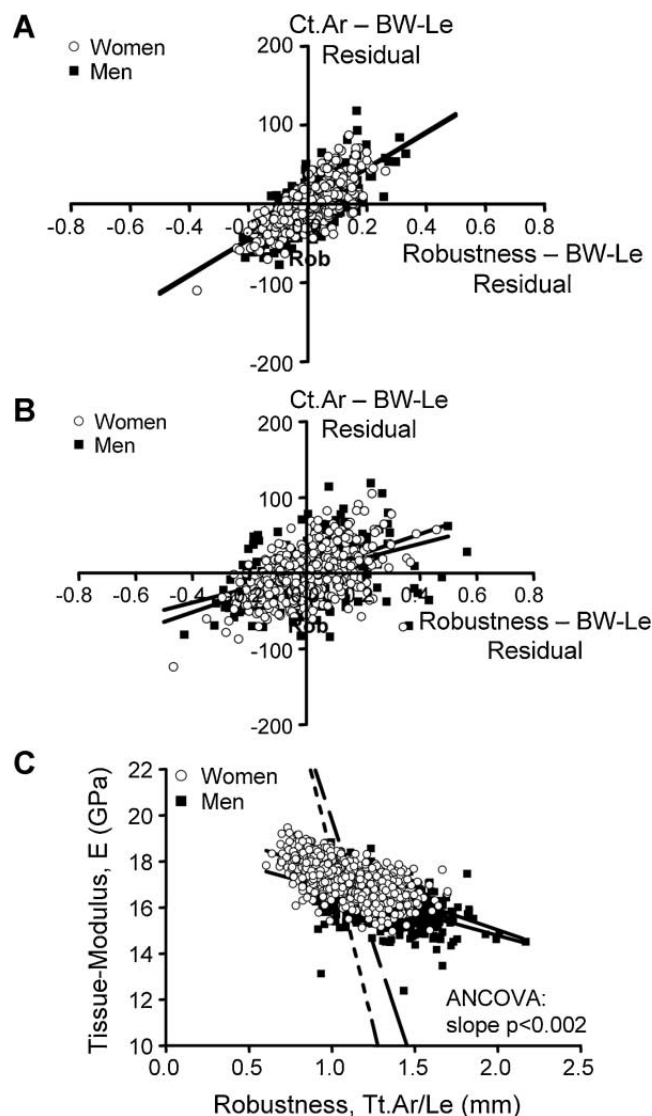 A
Ct.Ar – BW-Le
Residual
Women
Men
200
100
-0.8 -0.6 -0.4 -0.2 0.2 0.4 0.6 0.8
Rob
Robustness – BW-Le
Residual
-100
-200
B
Ct.Ar – BW-Le
Residual
Women
Men
200
100
-0.8 -0.6 -0.4 0.4 0.6 0.8
Rob
Robustness – BW-Le
Residual
-100
-200
C
Women
Men
Tissue-Modulus, E (GPa)
22
20
18
16
14
12
10
ANCOVA:
slope p<0.002
0.0 0.5 1.0 1.5 2.0 2.5
Robustness, Tt.Ar/Le (mm)